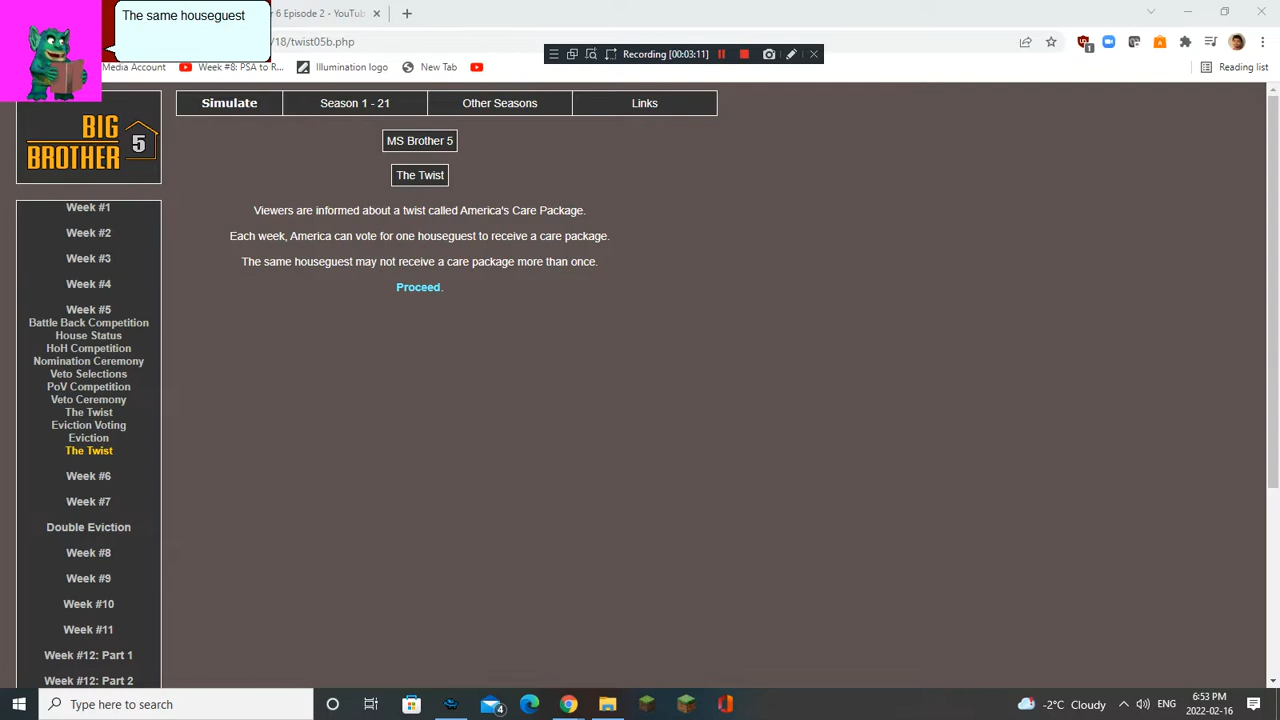 The same houseguest
r 6 Episode 2 - YouTub
18/twist05b.php
Recording [00:03:11]
Media Account
Week #8: PSA to R...
Illumination logo
New Tab
Reading list
BIG
BROTHER
5
Simulate
Season 1 - 21
Other Seasons
Links
MS Brother 5
The Twist
Viewers are informed about a twist called America's Care Package.
Each week, America can vote for one houseguest to receive a care package.
The same houseguest may not receive a care package more than once.
Proceed.
Week #1
Week #2
Week #3
Week #4
Week #5
Battle Back Competition
House Status
HoH Competition
Nomination Ceremony
Veto Selections
PoV Competition
Veto Ceremony
The Twist
Eviction Voting
Eviction
The Twist
Week #6
Week #7
Double Eviction
Week #8
Week #9
Week #10
Week #11
Week #12: Part 1
Week #12: Part 2
Type here to search
4
-2°C Cloudy
ENG
6:53 PM
2022-02-16